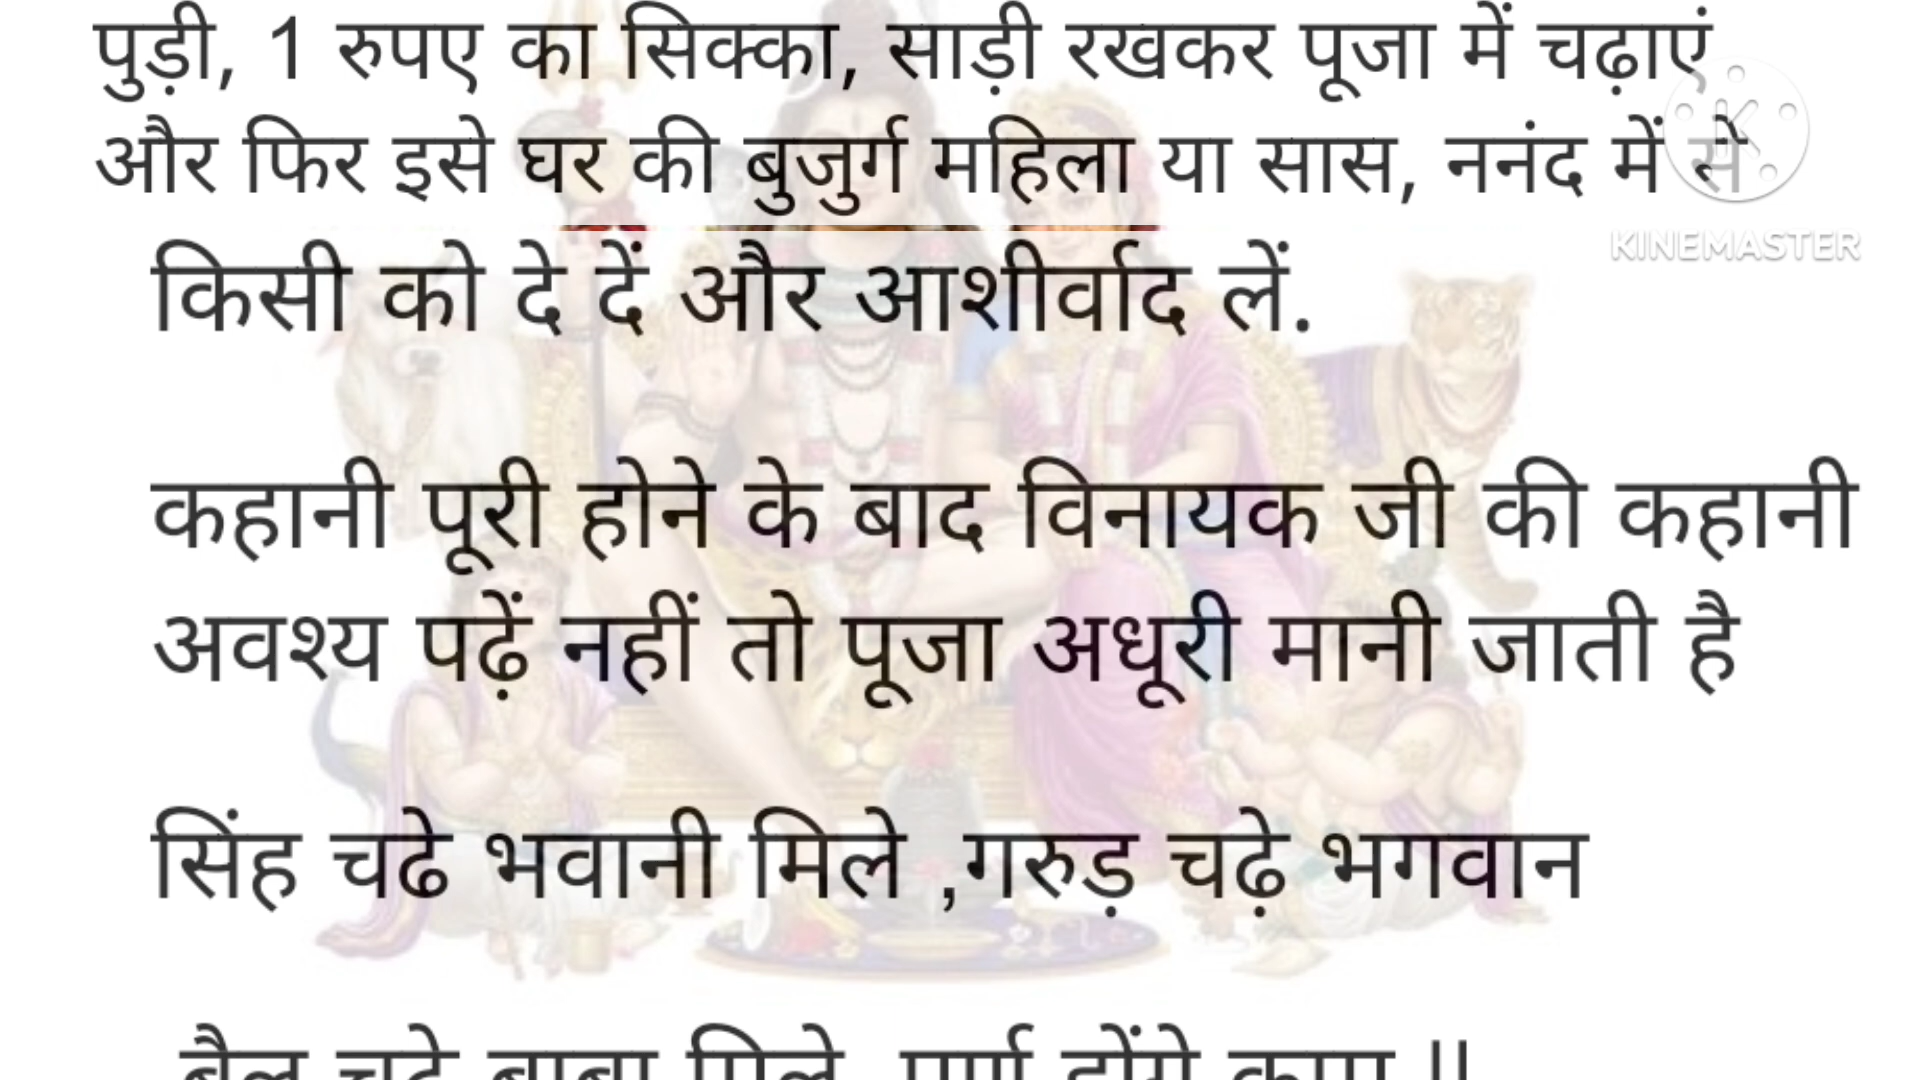 पुड़ी, 1 रुपए का सिक्का, साड़ी रखकर पूजा में चढ़ाएं
और फिर इसे घर की बुजुर्ग महिला या सास, ननंद में से
KINEMASTER
किसी को दे दें और आशीर्वाद लें.
कहानी पूरी होने के बाद विनायक जी की कहानी
अवश्य पढ़ें नहीं तो पूजा अधूरी मानी जाती है
सिंह चढे भवानी मिले ,गरुड़ चढ़े भगवान